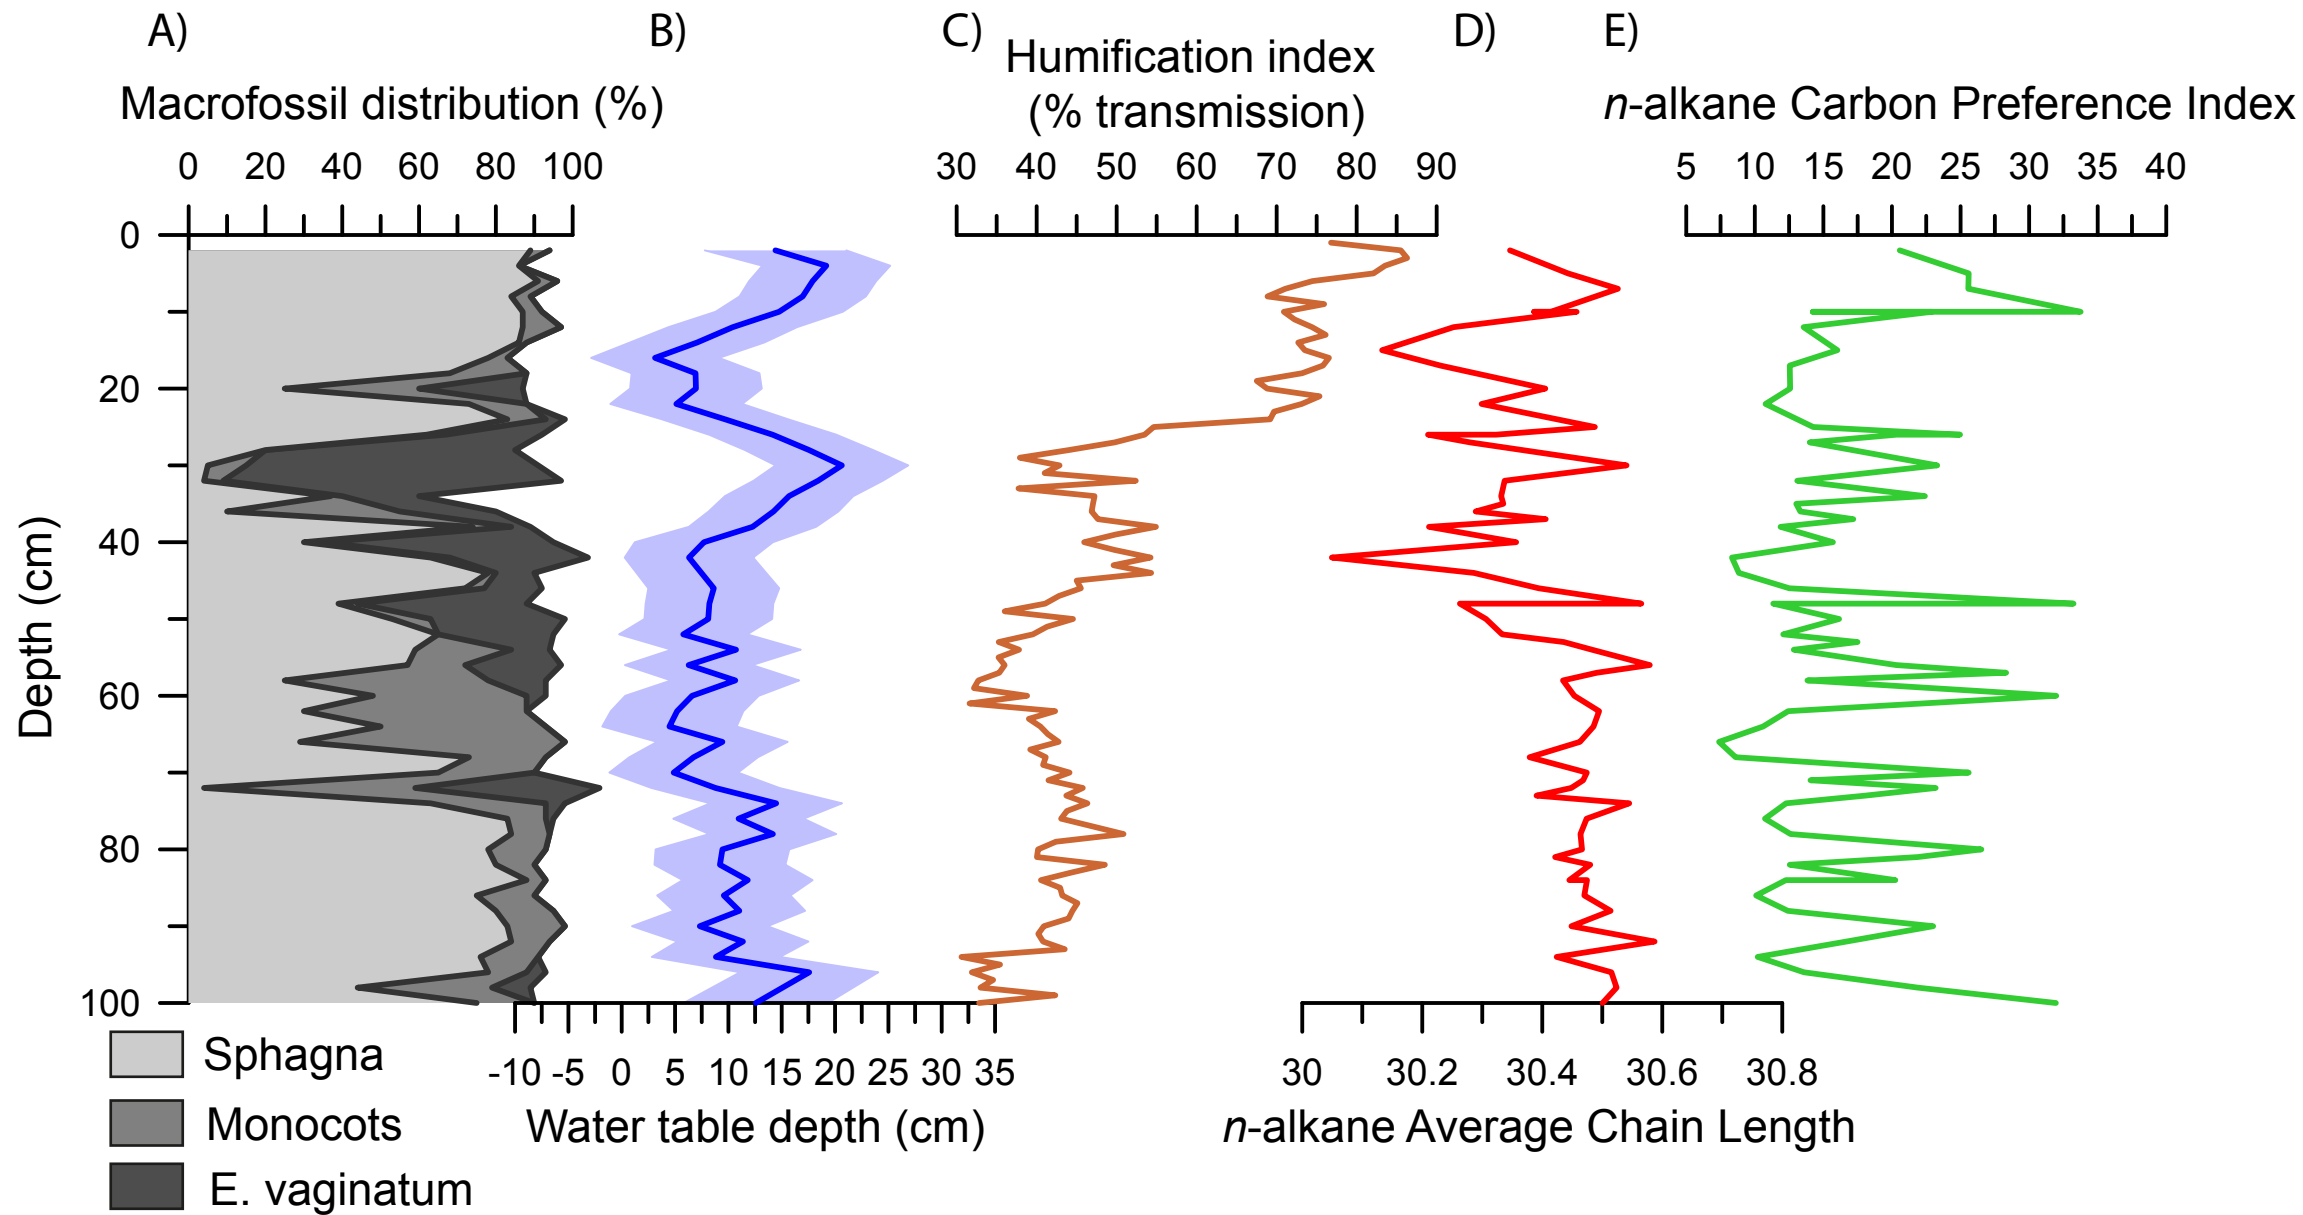 A)
B)
C)
D)
E)
Humification index
Macrofossil distribution (%)
(% transmission)
n-alkane Carbon Preference Index
0 20 40 60 80 100
30 40 50 60 70 80 90
5 10 15 20 25 30 35 40
0
20
40
60
80
100
Depth (cm)
Sphagna
Monocots
E. vaginatum
-10 -5 0 5 10 15 20 25 30 35
Water table depth (cm)
30 30.2 30.4 30.6 30.8
n-alkane Average Chain Length